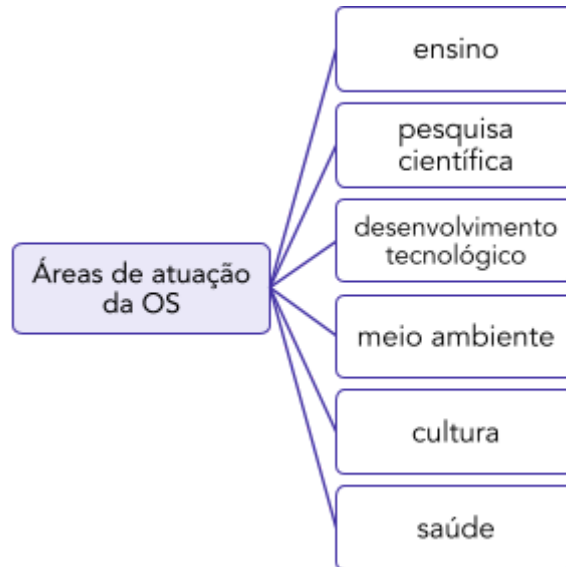 Áreas de atuação
da OS
ensino
pesquisa
científica
desenvolvimento
tecnológico
meio ambiente
cultura
saúde